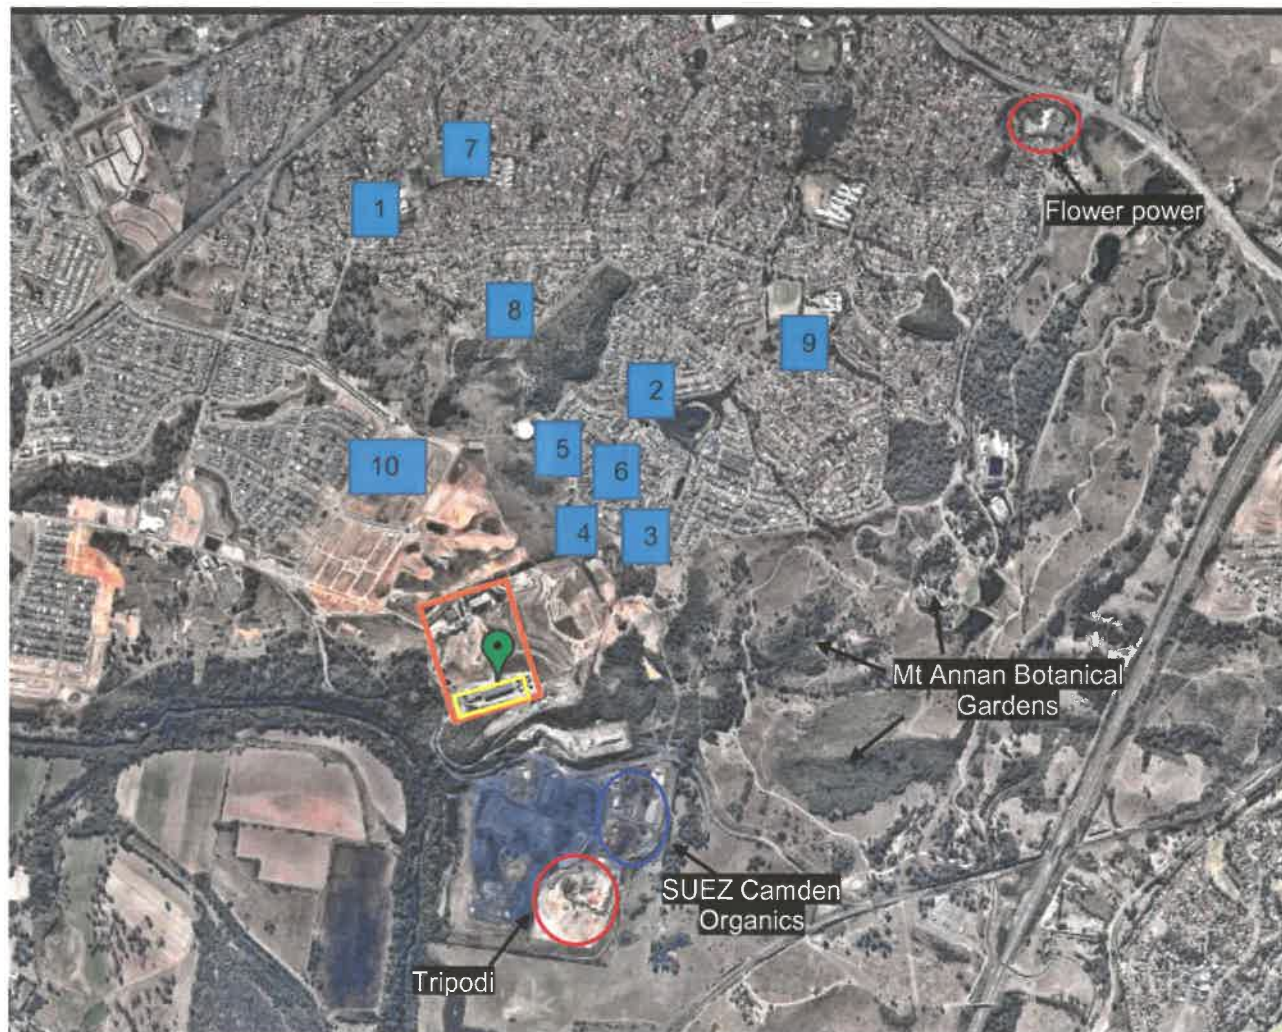 7
1
Flower power
8
9
2
5
10
6
4
3
Mt Annan Botanical
Gardens
SUEZ Camden
Organics
Tripodi